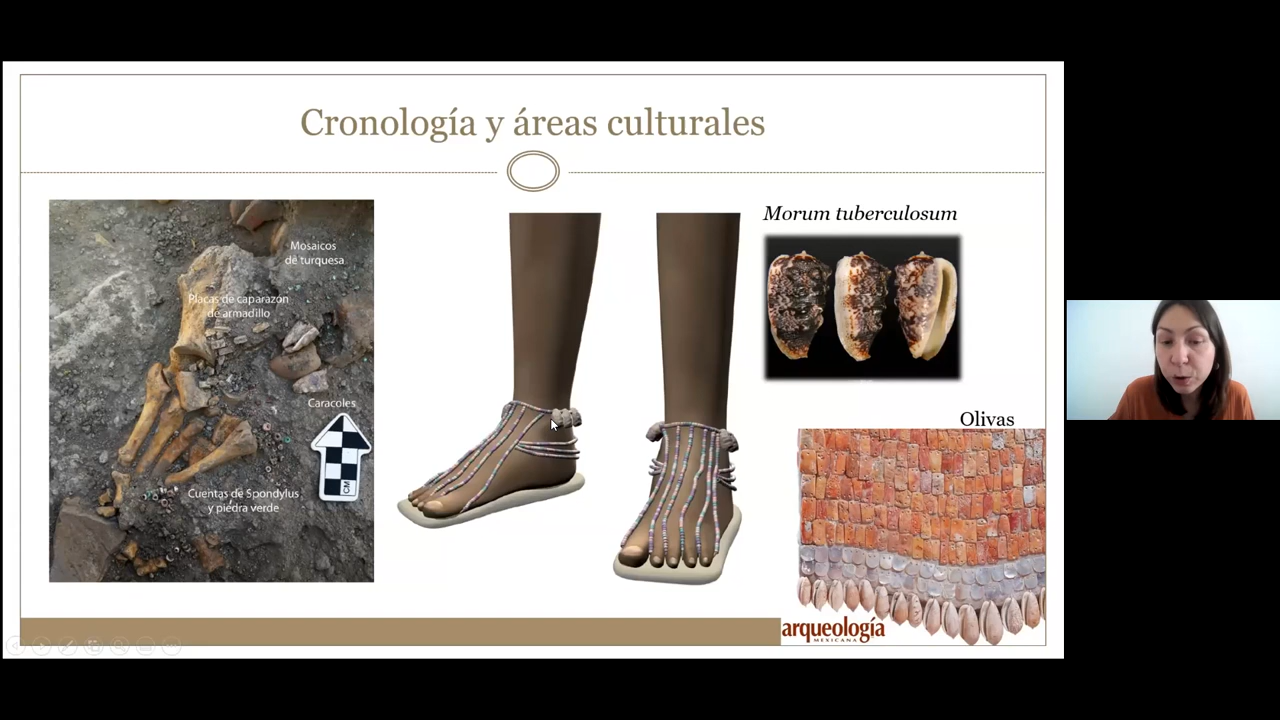 Cronología y áreas culturales
Mosaicos
de turquesa
Placas de caparazón
de armadillo
Caracoles
CM
Cuentas de Spondylus
y piedra verde
Morum tuberculosum
Olivas
arqueología
MEXICANA